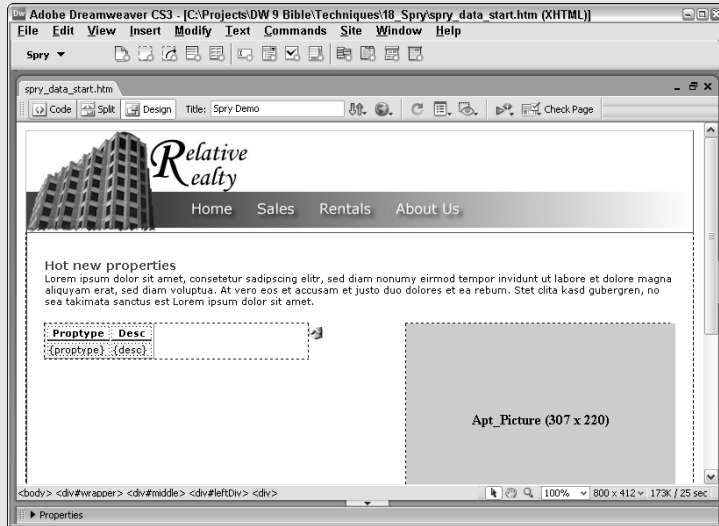 Adobe Dreamweaver CS3 - [C:\Projects\DW 9 Bible\Techniques\18_Spry\spry_data_start.htm (XHTML)]
File Edit View Insert Modify Text Commands Site Window Help
Spry
spry_data_start.htm
Code Split Design Title: Spry Demo Check Page
Relative
Realty
Home Sales Rentals About Us
Hot new properties
Lorem ipsum dolor sit amet, consetetur sadipscing elitr, sed diam nonumy eirmod tempor invidunt ut labore et dolore magna
aliquyam erat, sed diam voluptua. At vero eos et accusam et justo duo dolores et ea rebum. Stet clita kasd gubergren, no
sea takimata sanctus est Lorem ipsum dolor sit amet.
Proptype Desc
{proptype} {desc}
Apt_Picture (307 x 220)
<body> <div#wrapper> <div#middle> <div#leftDiv> <div> 100% 800 x 412 173K / 25 sec
Properties